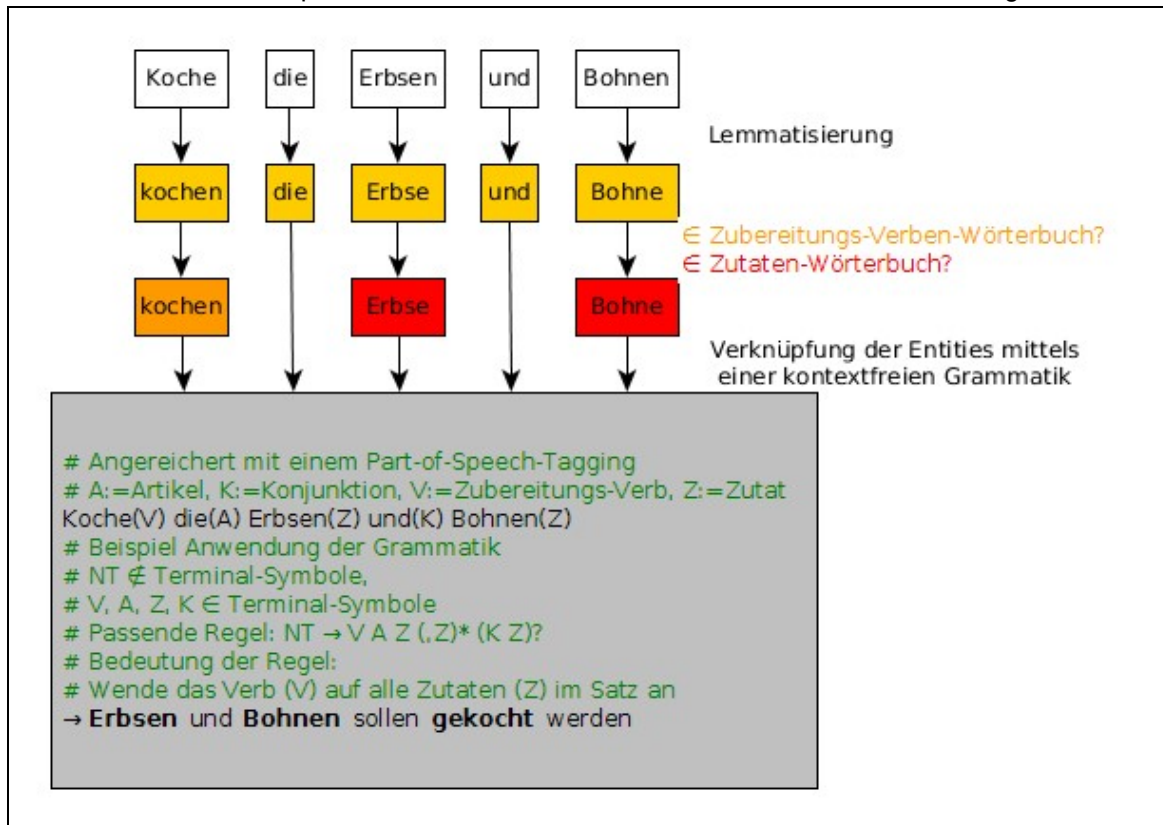 Koche die Erbsen und Bohnen
Lemmatisierung
kochen die Erbse und Bohne
∈ Zubereitungs-Verben-Wörterbuch?
∈ Zutaten-Wörterbuch?
kochen Erbse Bohne
Verknüpfung der Entities mittels
einer kontextfreien Grammatik
# Angereichert mit einem Part-of-Speech-Tagging
# A:=Artikel, K:=Konjunktion, V:=Zubereitungs-Verb, Z:=Zutat
Koche(V) die(A) Erbsen(Z) und(K) Bohnen(Z)
# Beispiel Anwendung der Grammatik
# NT ∉ Terminal-Symbole,
# V, A, Z, K ∈ Terminal-Symbole
# Passende Regel: NT → V A Z (,Z)* (K Z)?
# Bedeutung der Regel:
# Wende das Verb (V) auf alle Zutaten (Z) im Satz an
→ Erbsen und Bohnen sollen gekocht werden